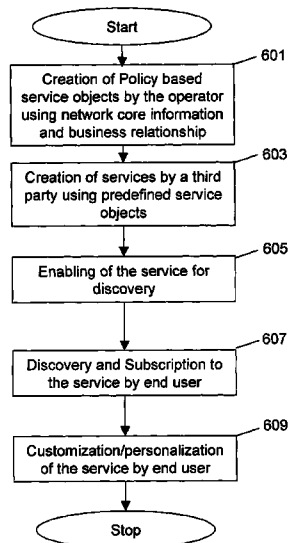 Start
601
Creation of Policy based
service objects by the operator
using network core information
and business relationship
603
Creation of services by a third
party using predefined service
objects
605
Enabling of the service for
discovery
607
Discovery and Subscription to
the service by end user
609
Customization/personalization
of the service by end user
Stop